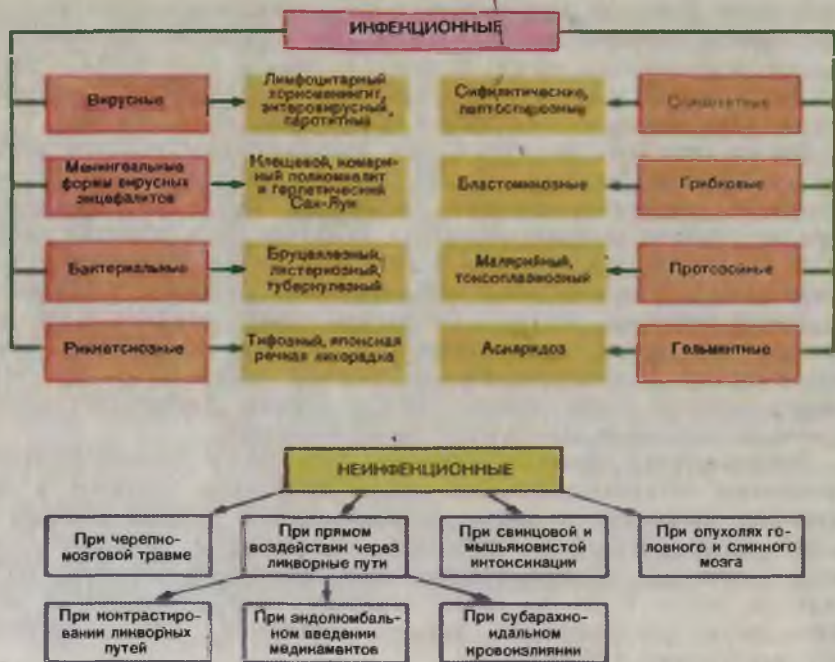 ИНФЕКЦИОННЫЕ
Вирусные
Лимфоцитарный
хориоменингит,
энтеровирусный,
паротитный
Сифилитические,
лептоспирозные
Менингеальные
формы вирусных
энцефалитов
Клещевой, комари-
ный полиомиелит
и герпетический
Бластомикозные
Грибковые
Бактериальные
Бруцеллезный,
листериозный,
туберкулезный
Малярийный,
токсоплазмозный
Протозойные
Риккетсиозные
Тифозный, японская
речная лихорадка
Аскаридоз
Гельминтные
НЕИНФЕКЦИОННЫЕ
При черепно-
мозговой травме
При прямом
воздействии через
ликворные пути
При свинцовой и
мышьяковистой
интоксикации
При опухолях го-
ловного и спинного
мозга
При контрастиро-
вании ликворных
путей
При эндолюмбаль-
ном введении
медикаментов
При субарахно-
идальном
кровоизлиянии